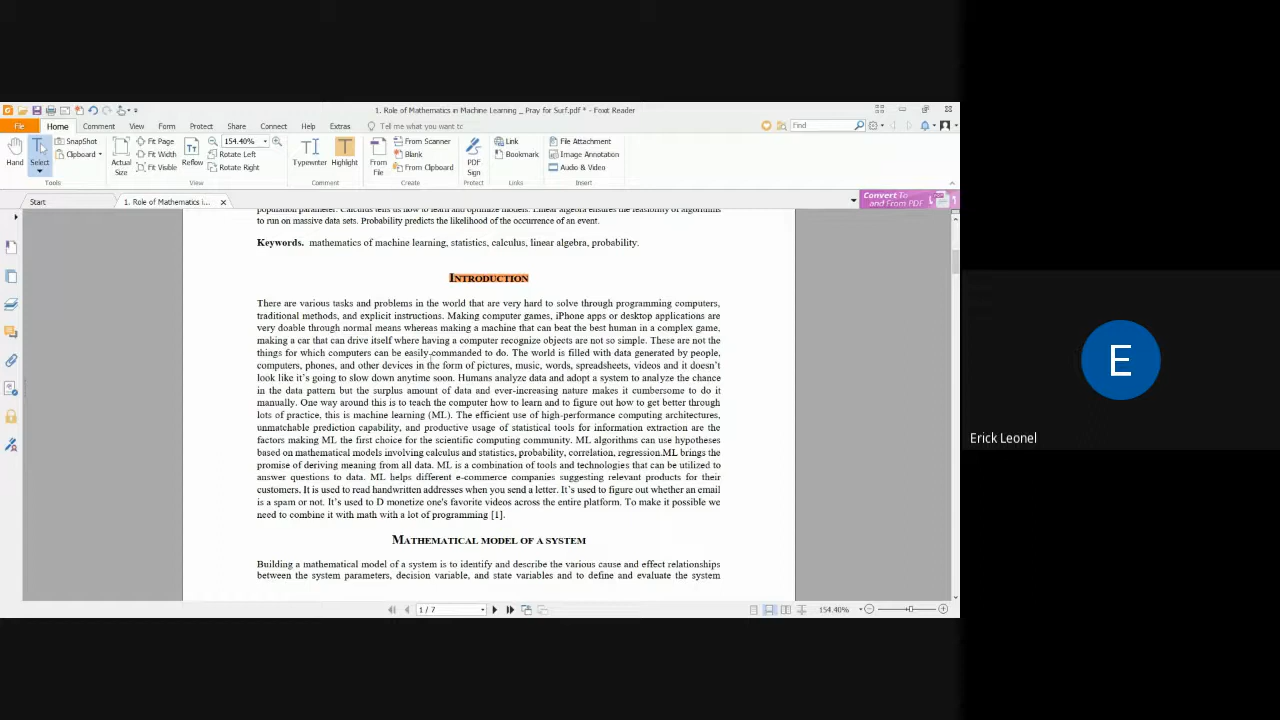 1. Role of Mathematics in Machine Learning _ Pray for Surf.pdf * - Foxit Reader
File Home Comment View Form Protect Share Connect Help Extras Tell me what you want to Find
Hand
Select
Tools
SnapShot
Clipboard
Actual Size
Fit Page
Fit Width
Fit Visible
Reflow
154.40%
Rotate Left
Rotate Right
View
Typewriter
Highlight
Comment
From File
From Scanner
Blank
From Clipboard
Create
PDF Sign
Protect
Link
Bookmark
Links
File Attachment
Image Annotation
Audio & Video
Insert
Start 1. Role of Mathematics i...
Convert To
and From PDF
population parameter. Calculus tells us how to learn and optimize models. Linear algebra ensures the feasibility of algorithms
to run on massive data sets. Probability predicts the likelihood of the occurrence of an event.
Keywords. mathematics of machine learning, statistics, calculus, linear algebra, probability.
INTRODUCTION
There are various tasks and problems in the world that are very hard to solve through programming computers,
traditional methods, and explicit instructions. Making computer games, iPhone apps or desktop applications are
very doable through normal means whereas making a machine that can beat the best human in a complex game,
making a car that can drive itself where having a computer recognize objects are not so simple. These are not the
things for which computers can be easily commanded to do. The world is filled with data generated by people,
computers, phones, and other devices in the form of pictures, music, words, spreadsheets, videos and it doesn't
look like it's going to slow down anytime soon. Humans analyze data and adopt a system to analyze the chance
in the data pattern but the surplus amount of data and ever-increasing nature makes it cumbersome to do it
manually. One way around this is to teach the computer how to learn and to figure out how to get better through
lots of practice, this is machine learning (ML). The efficient use of high-performance computing architectures,
unmatchable prediction capability, and productive usage of statistical tools for information extraction are the
factors making ML the first choice for the scientific computing community. ML algorithms can use hypotheses
based on mathematical models involving calculus and statistics, probability, correlation, regression.ML brings the
promise of deriving meaning from all data. ML is a combination of tools and technologies that can be utilized to
answer questions to data. ML helps different e-commerce companies suggesting relevant products for their
customers. It is used to read handwritten addresses when you send a letter. It's used to figure out whether an email
is a spam or not. It's used to D monetize one's favorite videos across the entire platform. To make it possible we
need to combine it with math with a lot of programming [1].
MATHEMATICAL MODEL OF A SYSTEM
Building a mathematical model of a system is to identify and describe the various cause and effect relationships
between the system parameters, decision variable, and state variables and to define and evaluate the system
1 / 7
154.40%
E
Erick Leonel